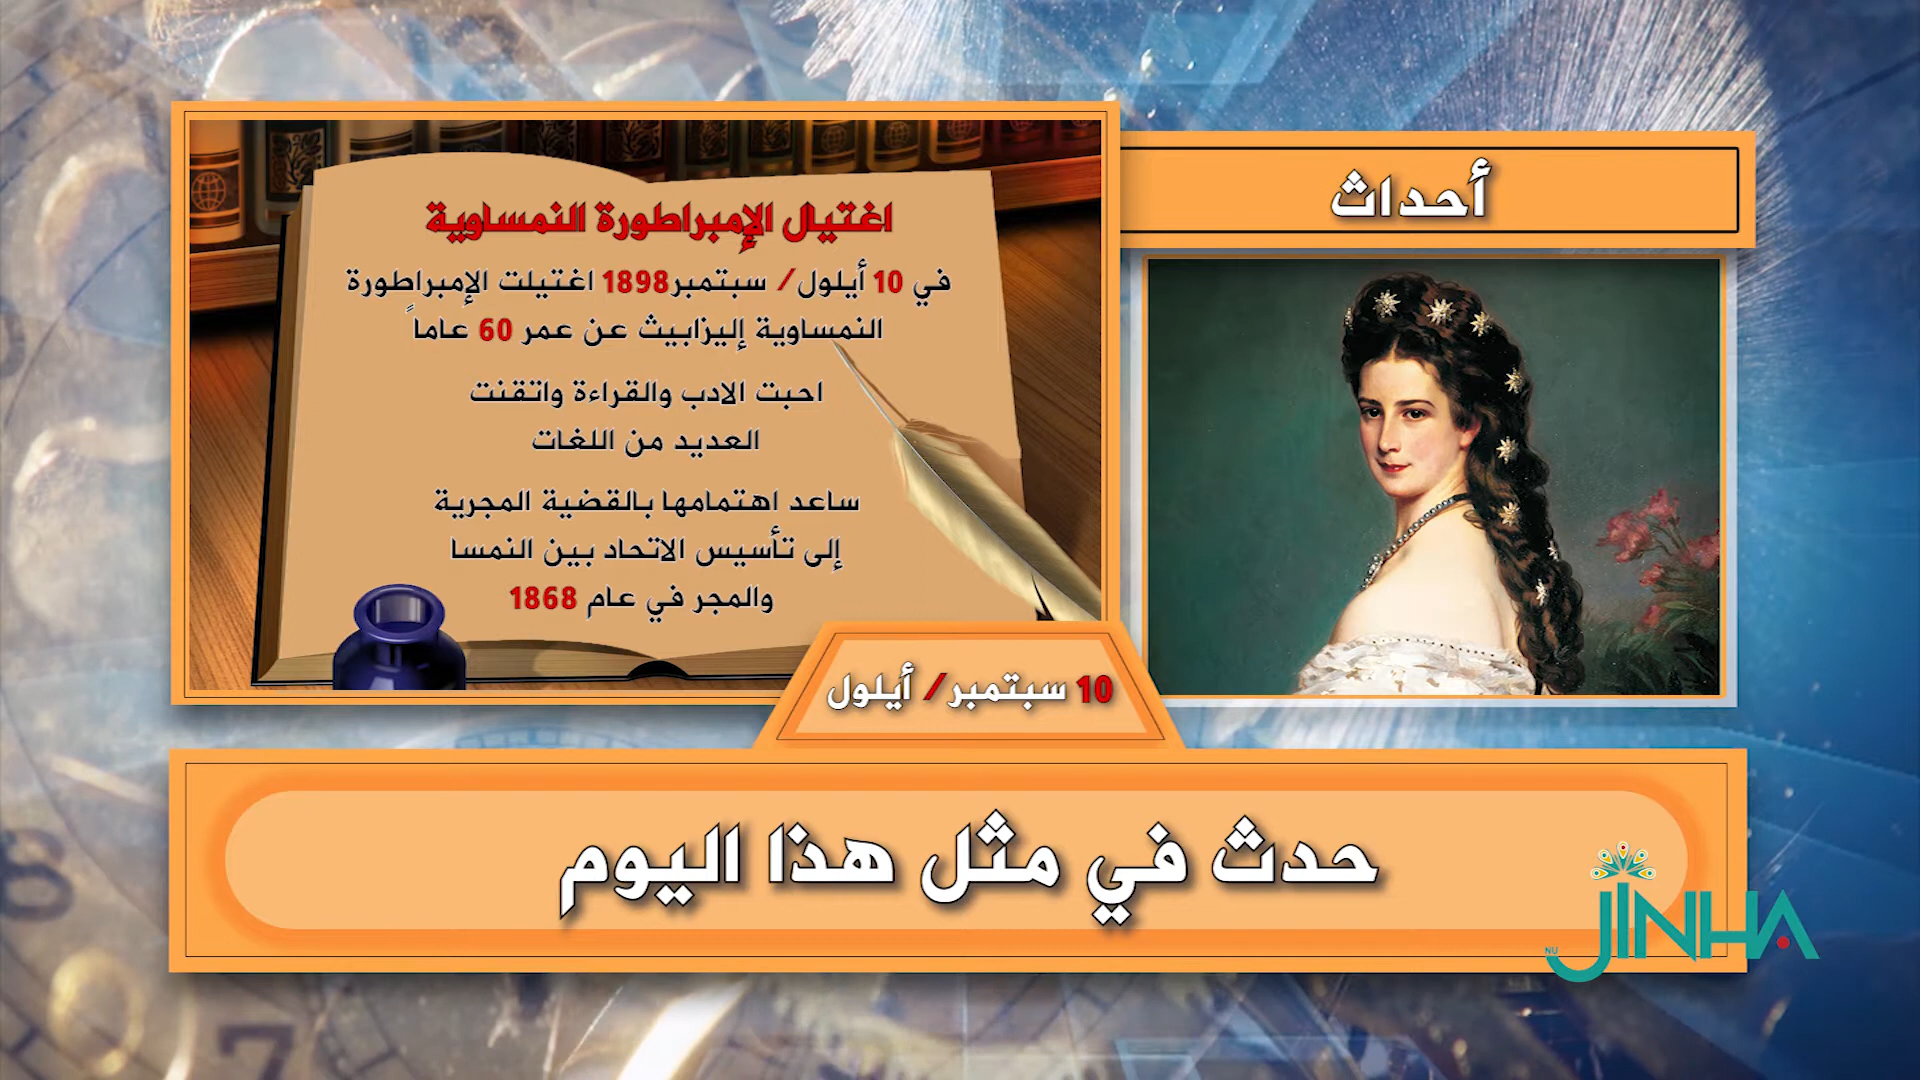 أحداث
اغتيال الإمبراطورة النمساوية
في 10 أيلول/ سبتمبر1898 اغتيلت الإمبراطورة
النمساوية إليزابيث عن عمر 60 عاماً
احبت الادب والقراءة واتقنت
العديد من اللغات
ساعد اهتمامها بالقضية المجرية
إلى تأسيس الاتحاد بين النمسا
والمجر في عام 1868
10 سبتمبر/ أيلول
حدث في مثل هذا اليوم
NU JINHA